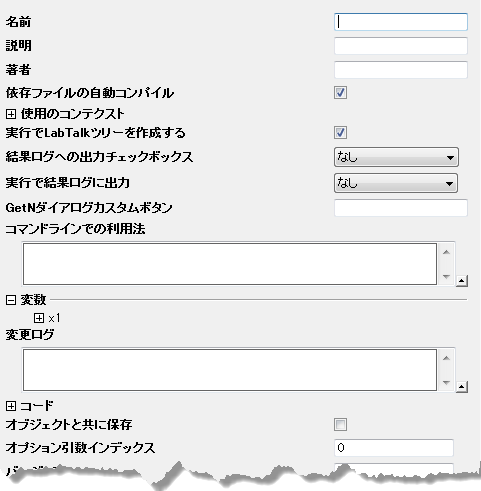 名前
説明
著者
依存ファイルの自動コンパイル
使用のコンテクスト
実行でLabTalkツリーを作成する
結果ログへの出力チェックボックス なし
実行で結果ログに出力 なし
GetNダイアログカスタムボタン
コマンドラインでの利用法
変数
x1
変更ログ
コード
オブジェクトと共に保存
オプション引数インデックス 0